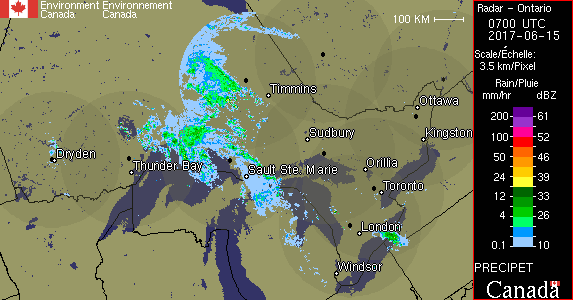 Environment Environnement
Canada Canada
100 KM
Timmins
Ottawa
Sudbury
Kingston
Dryden
Thunder Bay
Sault Ste. Marie
Orillia
Toronto
London
Windsor
Radar - Ontario
0700 UTC
2017-06-15
Scale/Échelle:
3.5 km/Pixel
Rain/Pluie
mm/hr dBZ
200 61
100 52
50 46
24 39
12 33
4 26
0.1 10
PRECIPET
Canada